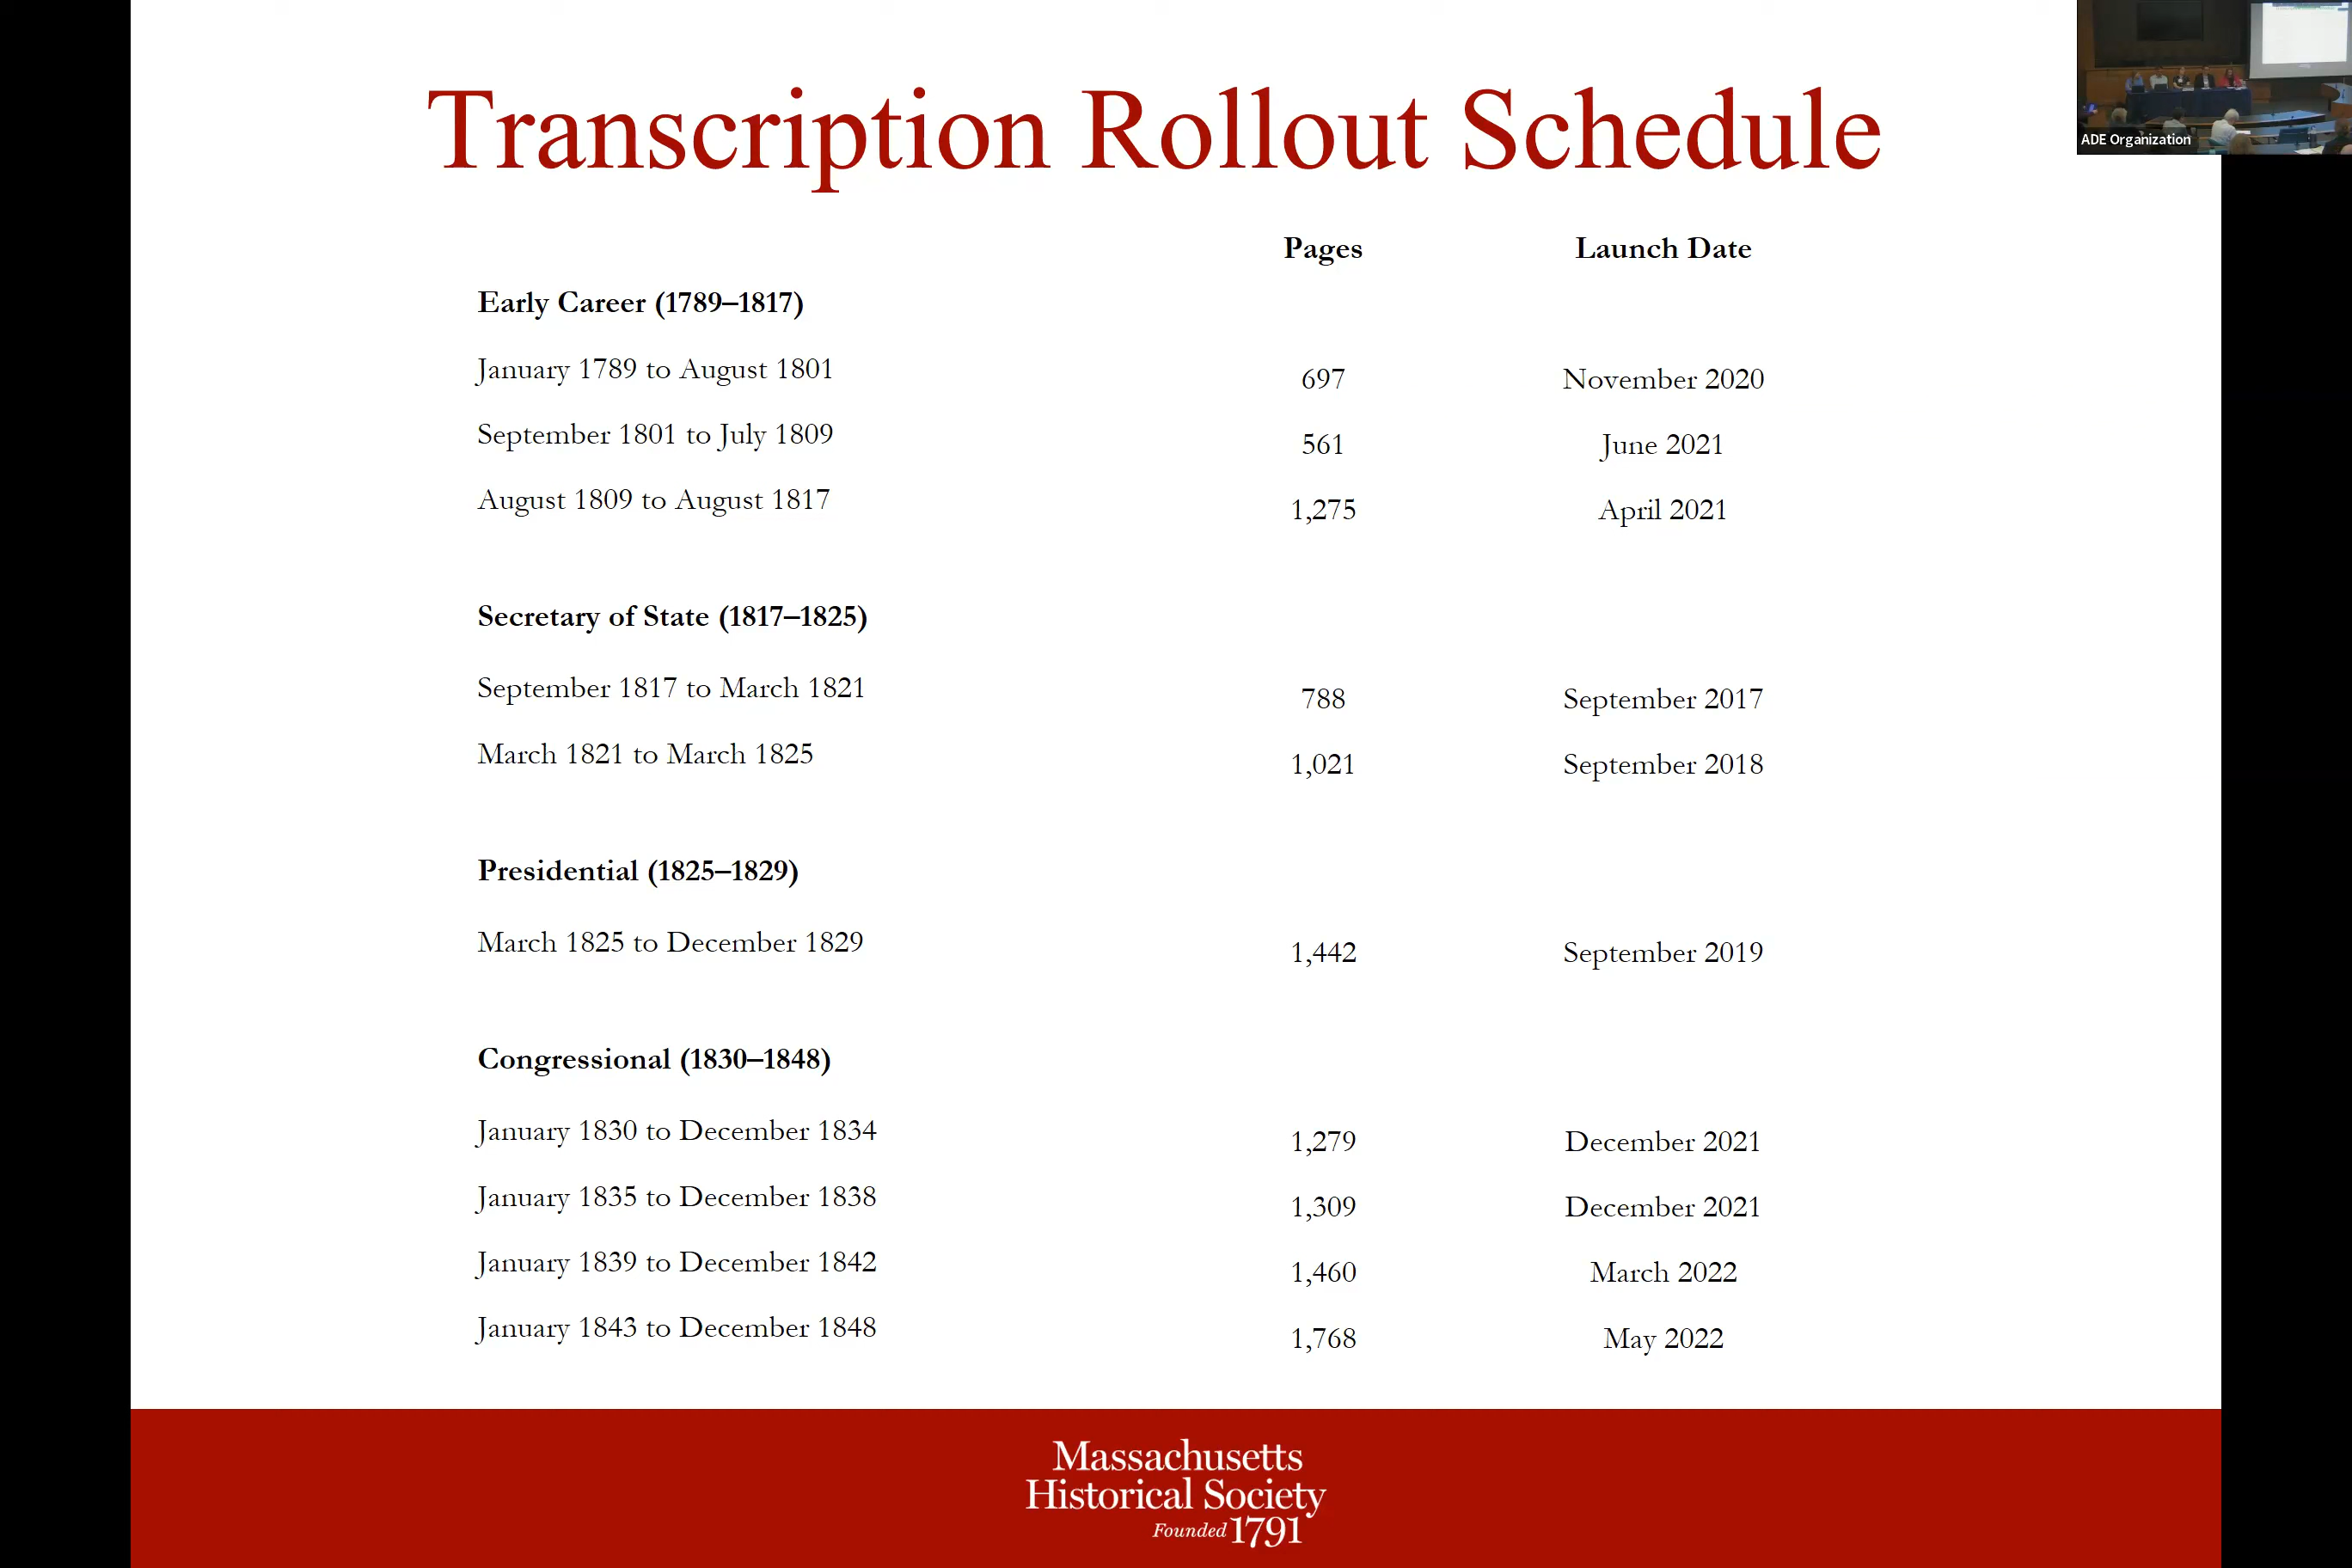 Transcription Rollout Schedule
ADE Organization
Pages Launch Date
Early Career (1789–1817)
January 1789 to August 1801 697 November 2020
September 1801 to July 1809 561 June 2021
August 1809 to August 1817 1,275 April 2021
Secretary of State (1817–1825)
September 1817 to March 1821 788 September 2017
March 1821 to March 1825 1,021 September 2018
Presidential (1825–1829)
March 1825 to December 1829 1,442 September 2019
Congressional (1830–1848)
January 1830 to December 1834 1,279 December 2021
January 1835 to December 1838 1,309 December 2021
January 1839 to December 1842 1,460 March 2022
January 1843 to December 1848 1,768 May 2022
Massachusetts
Historical Society
Founded 1791